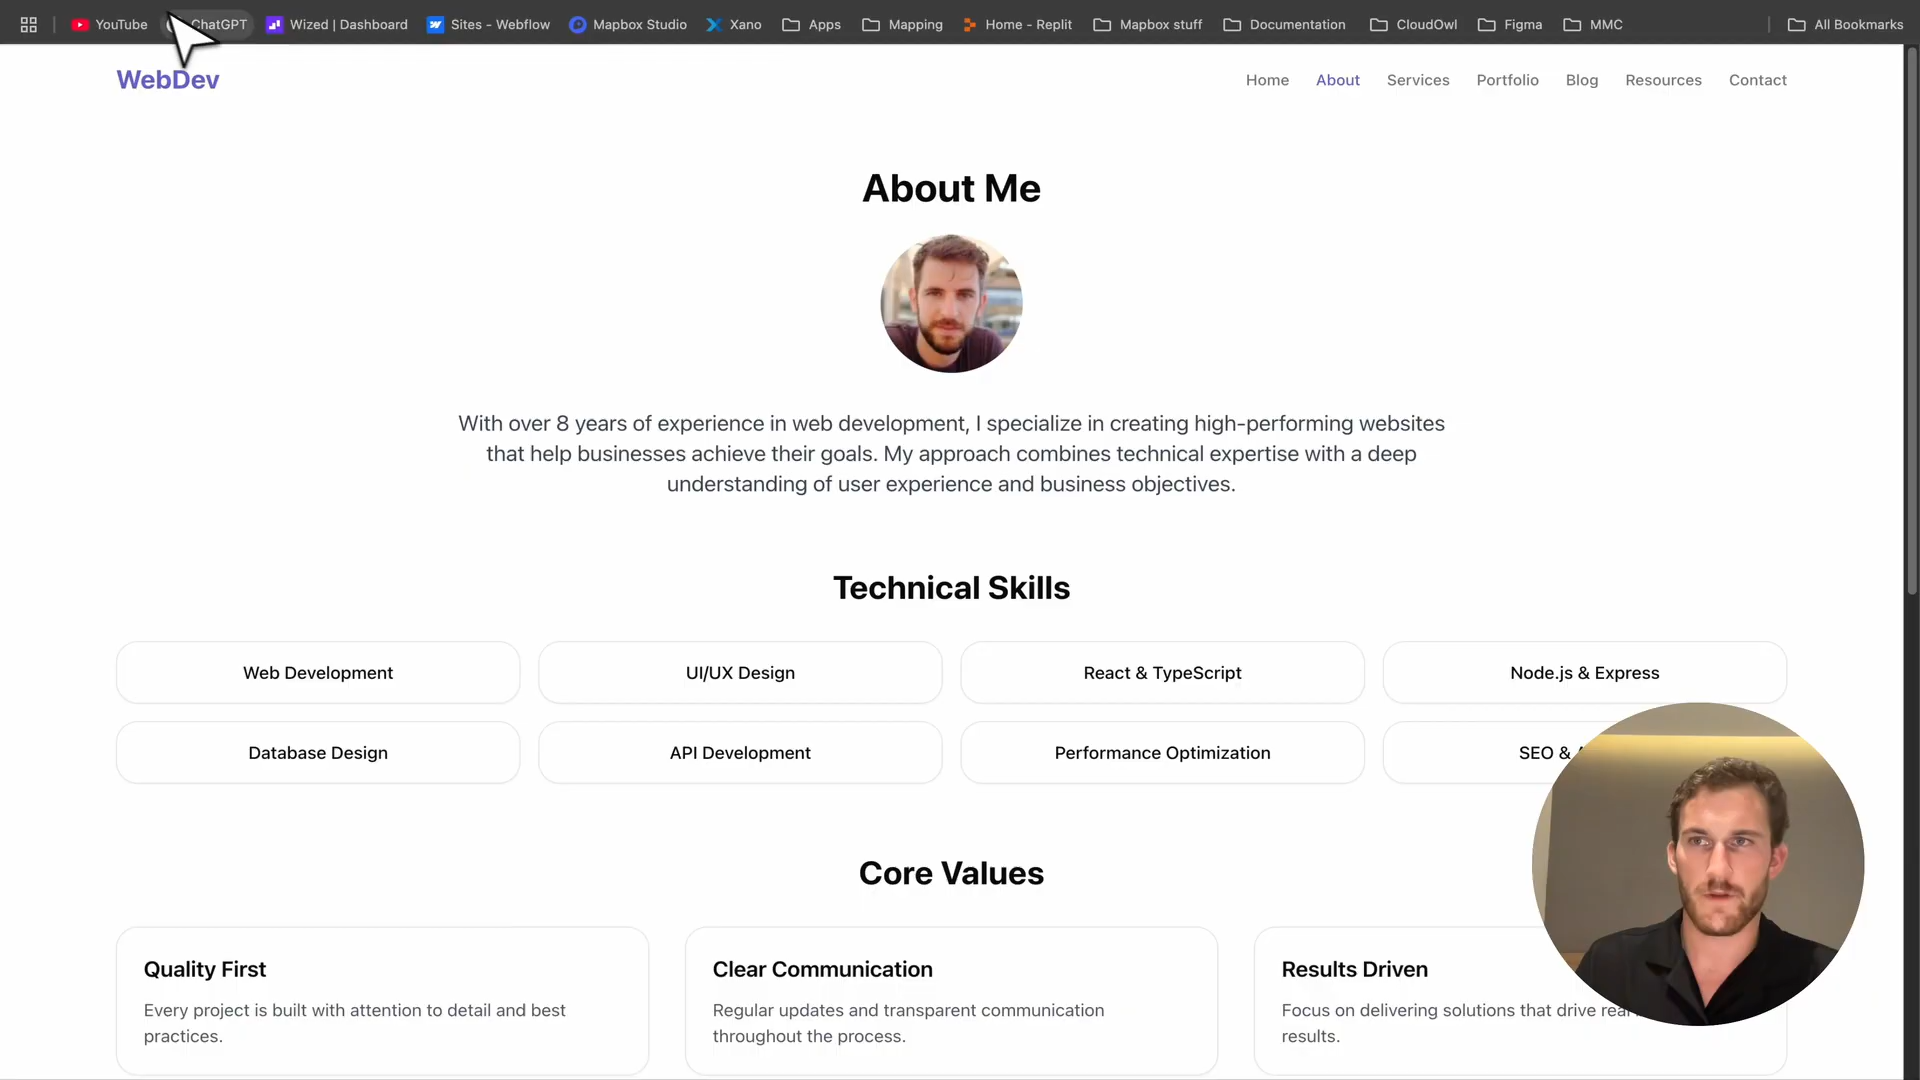 YouTube ChatGPT Wized | Dashboard Sites - Webflow Mapbox Studio Xano Apps Mapping Home - Replit Mapbox stuff Documentation CloudOwl Figma MMC All Bookmarks
WebDev Home About Services Portfolio Blog Resources Contact
About Me
With over 8 years of experience in web development, I specialize in creating high-performing websites
that help businesses achieve their goals. My approach combines technical expertise with a deep
understanding of user experience and business objectives.
Technical Skills
Web Development UI/UX Design React & TypeScript Node.js & Express
Database Design API Development Performance Optimization SEO &
Core Values
Quality First
Every project is built with attention to detail and best
practices.
Clear Communication
Regular updates and transparent communication
throughout the process.
Results Driven
Focus on delivering solutions that drive
results.